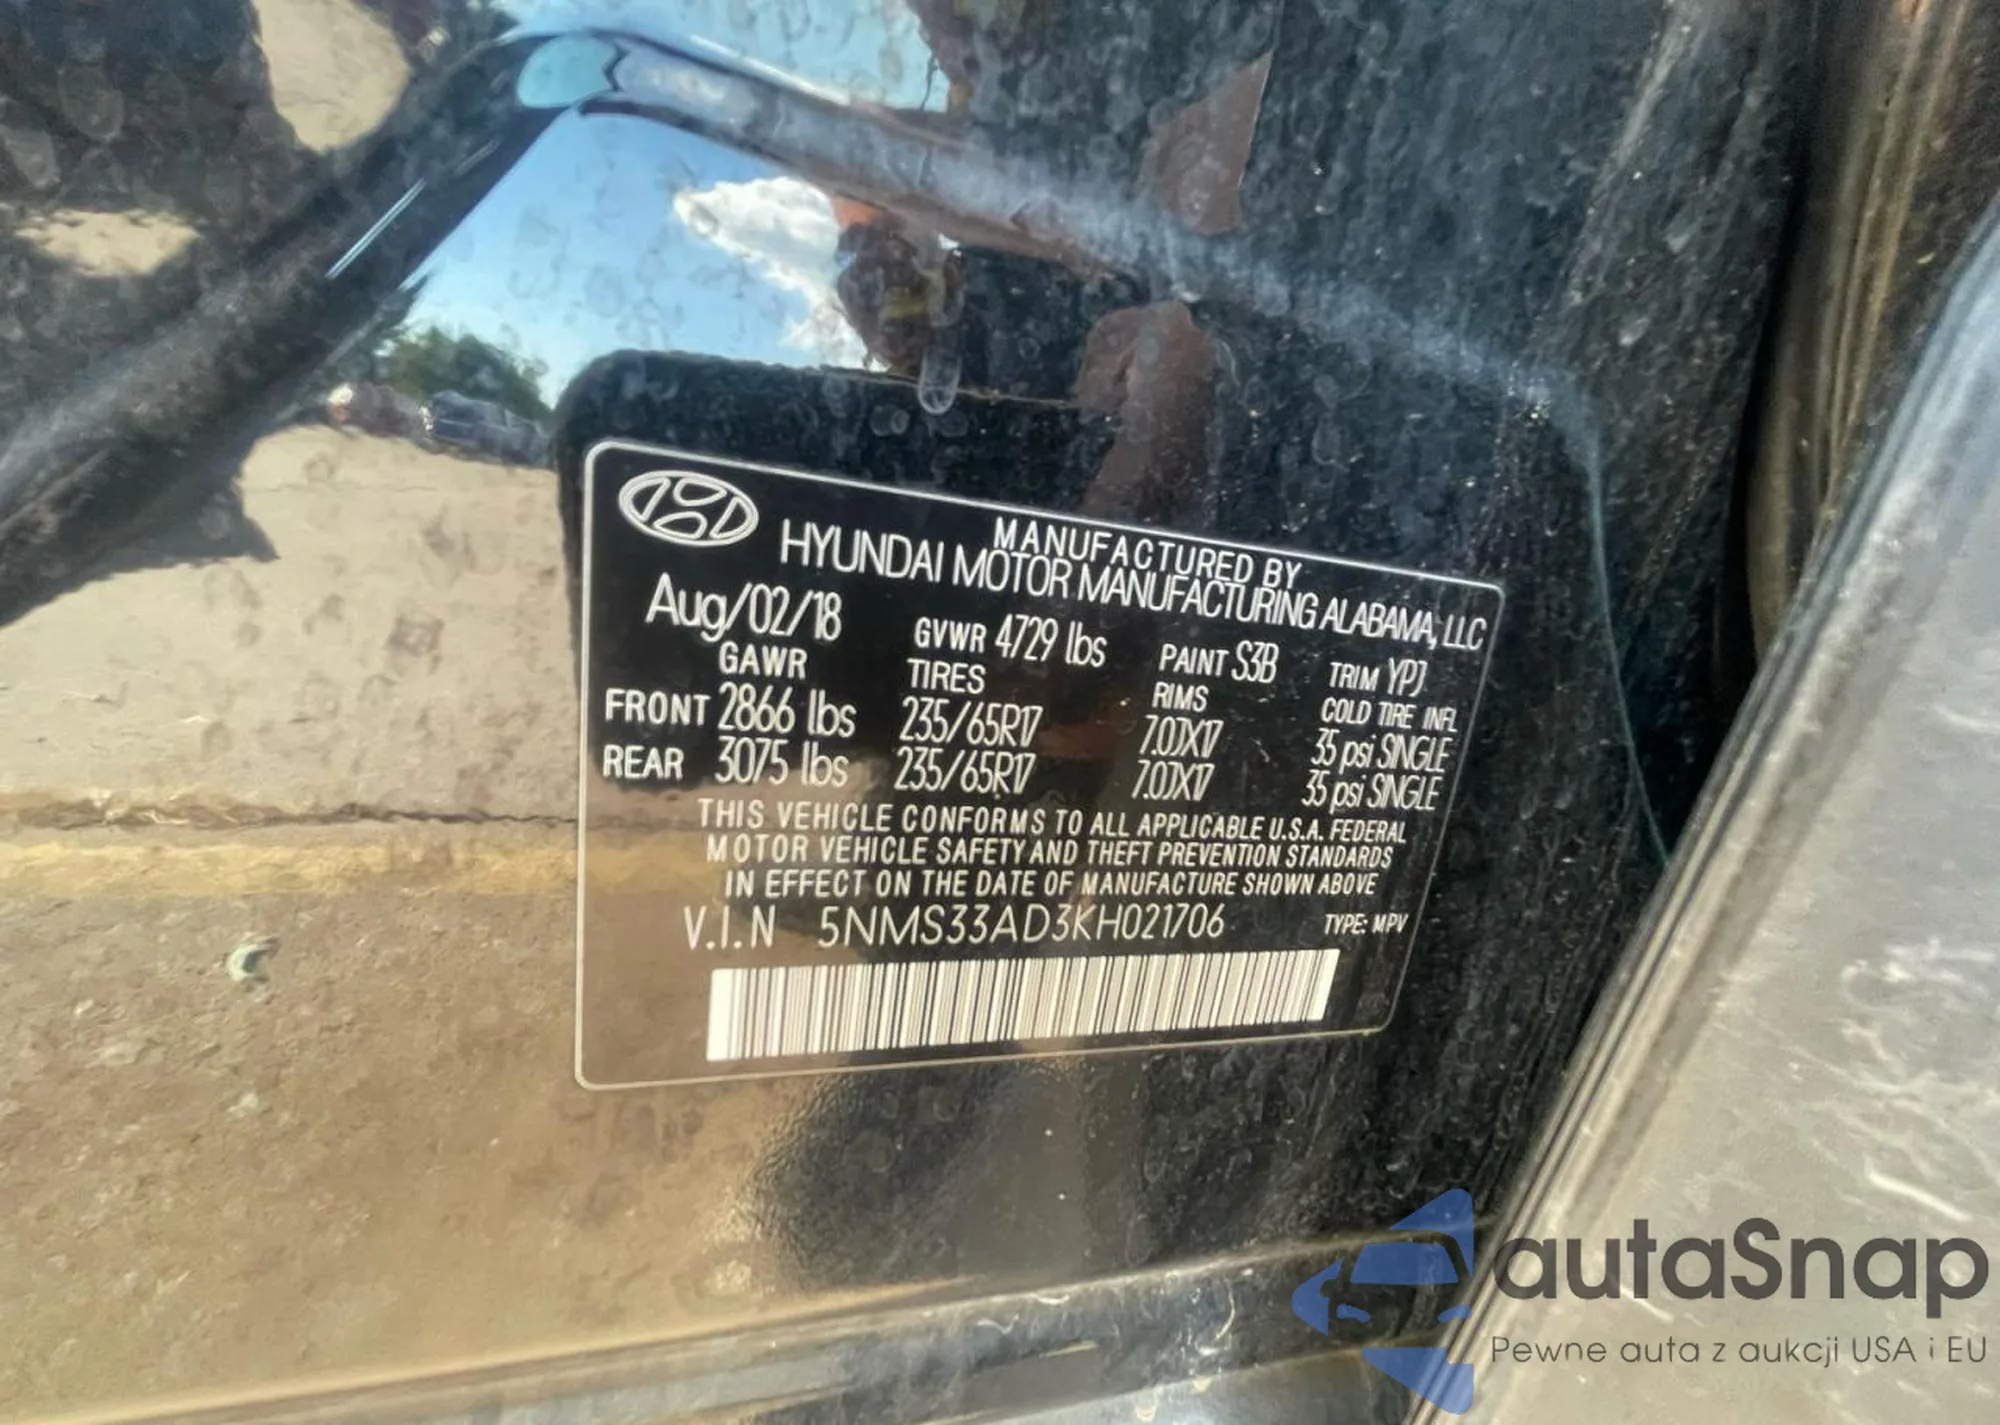 MANUFACTURED BY
HYUNDAI MOTOR MANUFACTURING ALABAMA, LLC
Aug/02/18 GVWR 4729 lbs PAINT S3B TRIM YPJ
GAWR TIRES RIMS COLD TIRE INFL
FRONT 2866 lbs 235/65R17 7.0JX17 35 psi SINGLE
REAR 3075 lbs 235/65R17 7.0JX17 35 psi SINGLE
THIS VEHICLE CONFORMS TO ALL APPLICABLE U.S.A. FEDERAL
MOTOR VEHICLE SAFETY AND THEFT PREVENTION STANDARDS
IN EFFECT ON THE DATE OF MANUFACTURE SHOWN ABOVE
V.I.N 5NMS33AD3KH021706 TYPE: MPV
autaSnap
Pewne auta z aukcji USA i EU